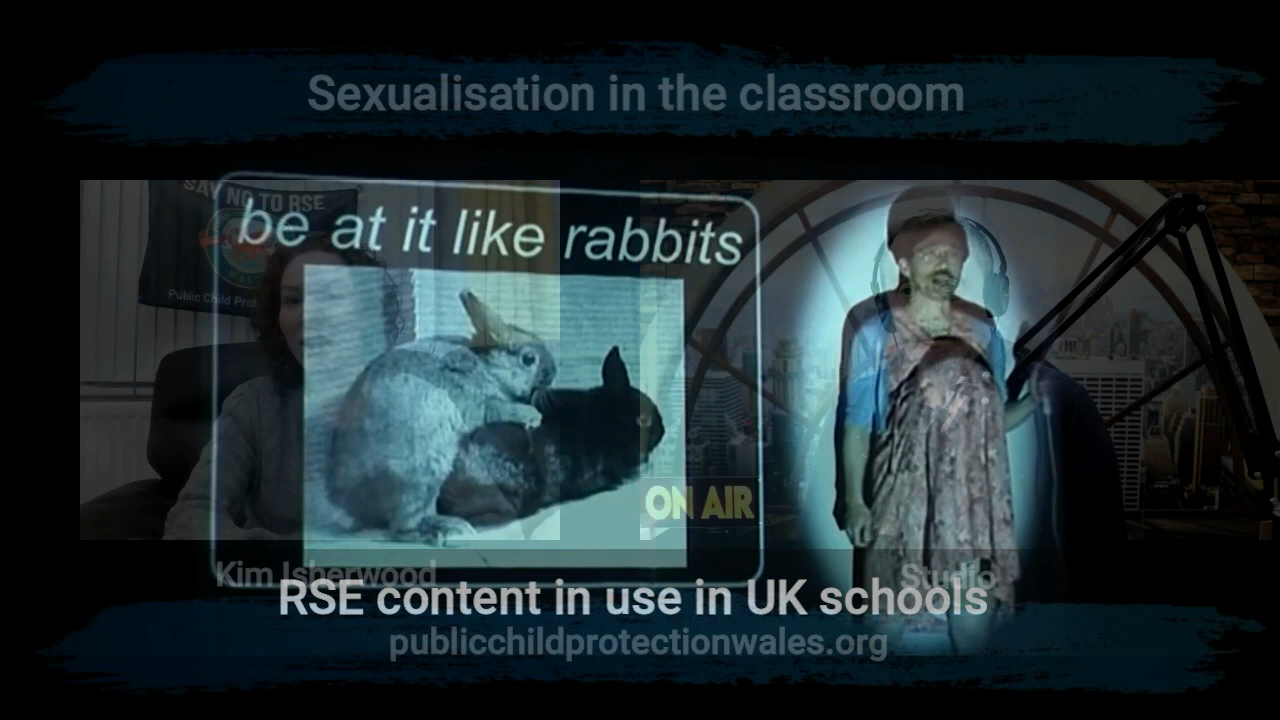 Sexualisation in the classroom
SAY NO TO RSE
Public Child Prot
be at it like rabbits
ON AIR
Kim Isherwood
Studio
RSE content in use in UK schools
publicchildprotectionwales.org